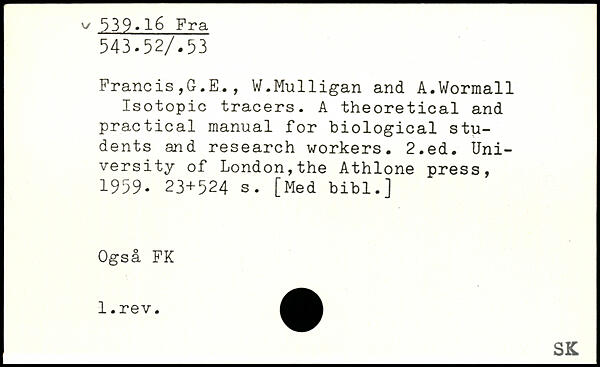 539.16 Fra
543.52/.53
Francis,G.E., W.Mulligan and A.Wormall
Isotopic tracers. A theoretical and
practical manual for biological stu-
dents and research workers. 2.ed. Uni-
versity of London,the Athlone press,
1959. 23+524 s. [Med bibl.]
Også FK
1.rev.
SK